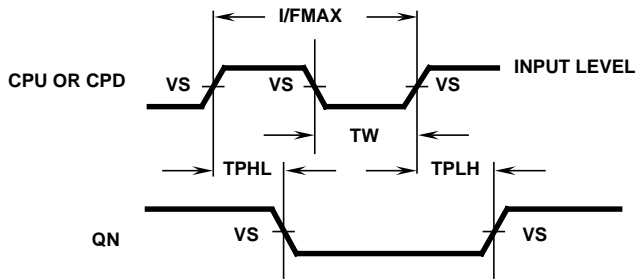 I/FMAX
CPU OR CPD
VS
VS
VS
INPUT LEVEL
TW
TPHL
TPLH
QN
VS
VS